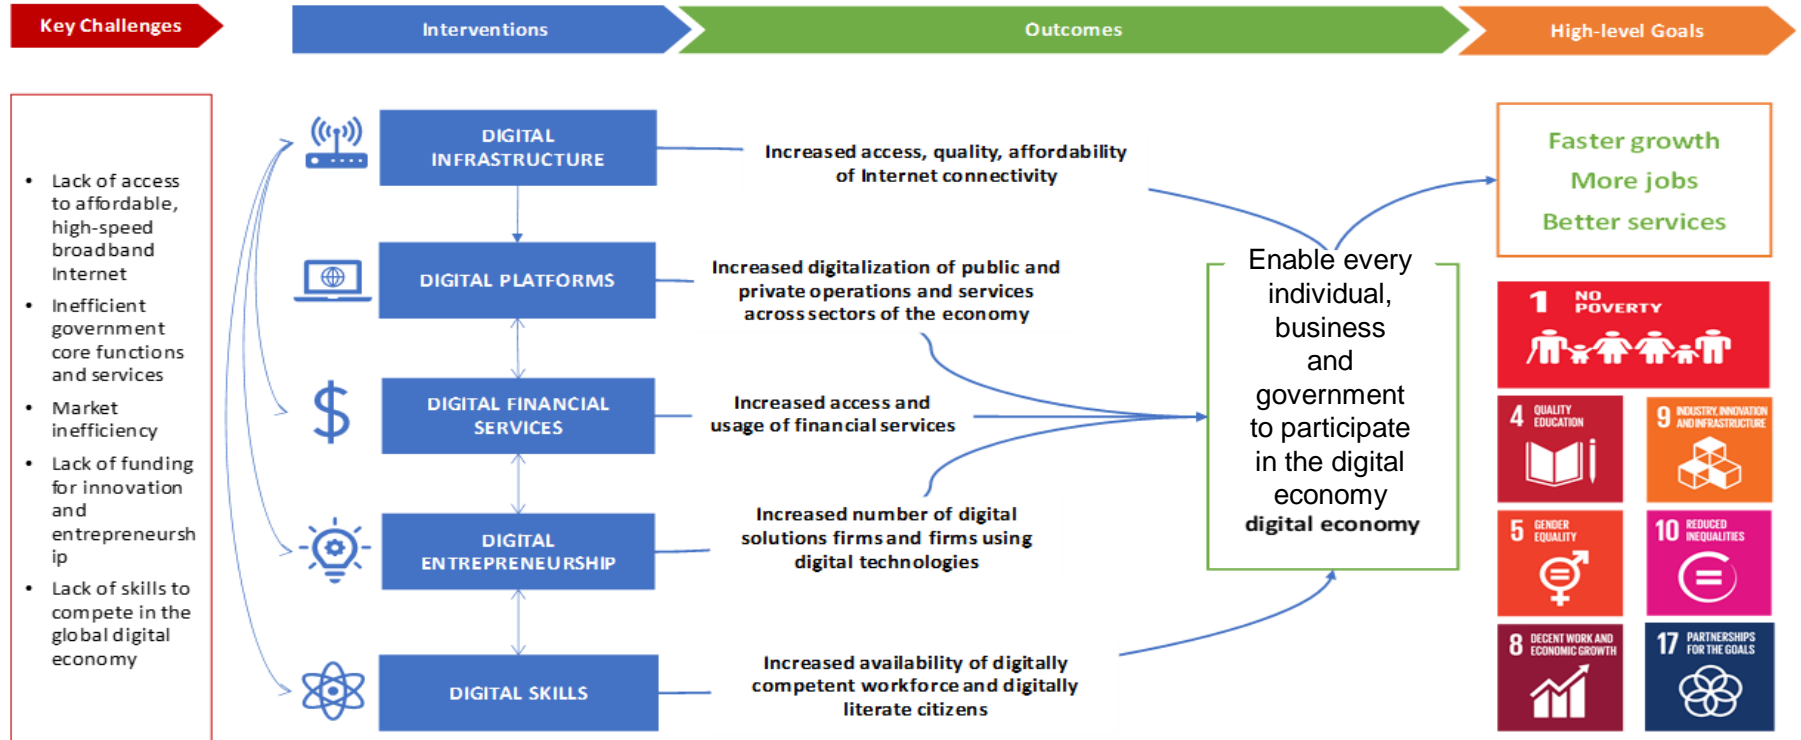 Key Challenges
Interventions
Outcomes
High-level Goals
• Lack of access
to affordable,
high-speed
broadband
Internet
• Inefficient
government
core functions
and services
• Market
inefficiency
• Lack of funding
for innovation
and
entrepreneursh
ip
• Lack of skills to
compete in the
global digital
economy
DIGITAL
INFRASTRUCTURE
DIGITAL PLATFORMS
$
DIGITAL FINANCIAL
SERVICES
DIGITAL
ENTREPRENEURSHIP
DIGITAL SKILLS
Increased access, quality, affordability
of Internet connectivity
Increased digitalization of public and
private operations and services
across sectors of the economy
Increased access and
usage of financial services
Increased number of digital
solutions firms and firms using
digital technologies
Increased availability of digitally
competent workforce and digitally
literate citizens
Enable every
individual,
business
and
government
to participate
in the digital
economy
digital economy
Faster growth
More jobs
Better services
1 NO
POVERTY
4 QUALITY
EDUCATION
9 INDUSTRY, INNOVATION
AND INFRASTRUCTURE
5 GENDER
EQUALITY
10 REDUCED
INEQUALITIES
8 DECENT WORK AND
ECONOMIC GROWTH
17 PARTNERSHIPS
FOR THE GOALS